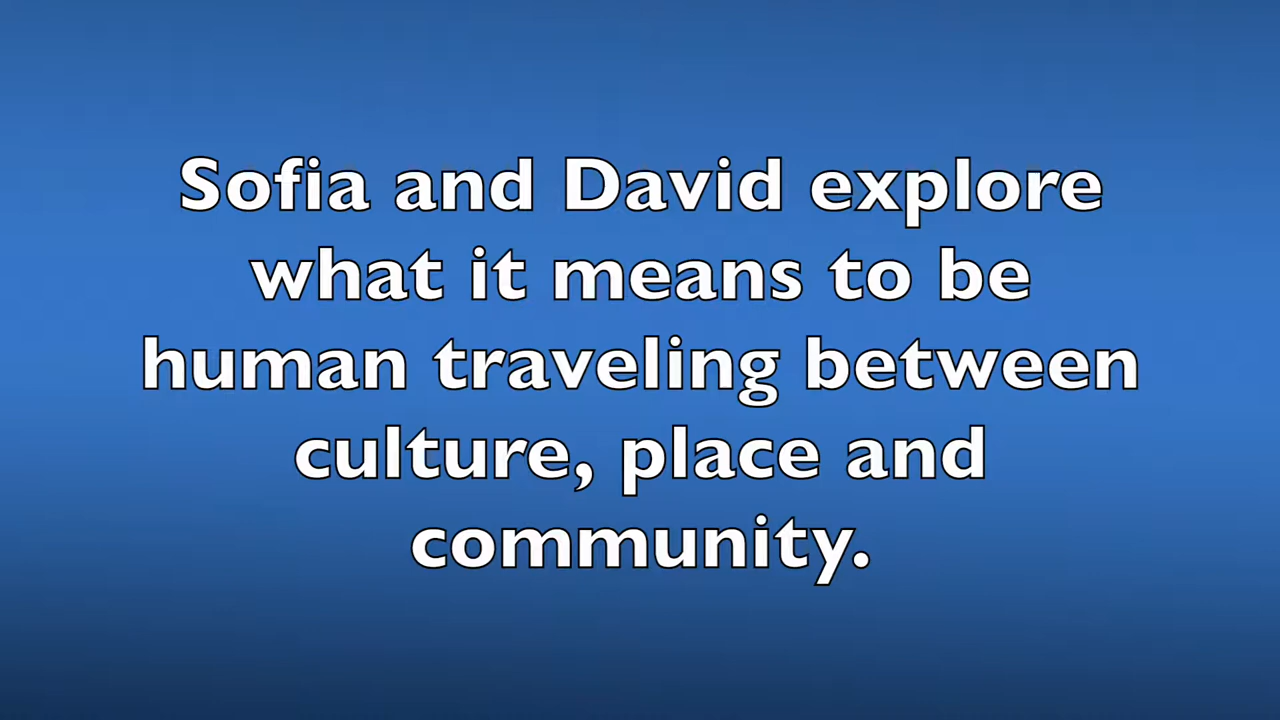 Sofia and David explore
what it means to be
human traveling between
culture, place and
community.